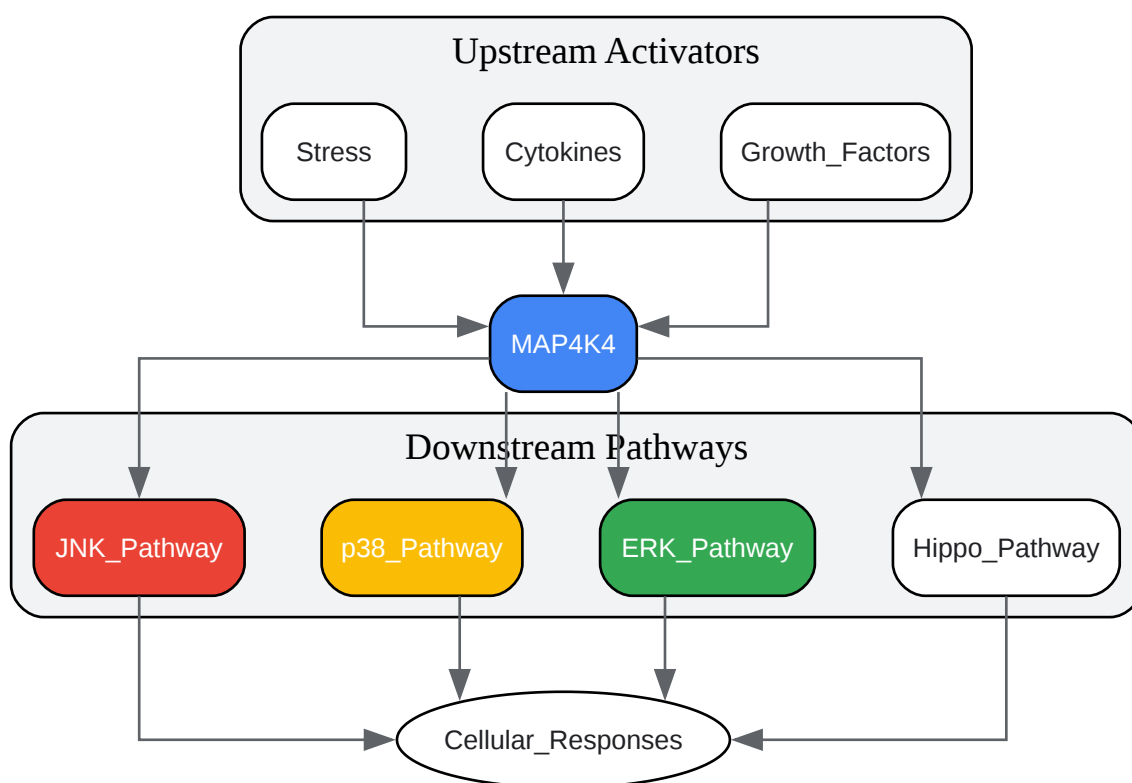 Upstream Activators
Stress
Cytokines
Growth_Factors
MAP4K4
Downstream Pathways
JNK_Pathway
p38_Pathway
ERK_Pathway
Hippo_Pathway
Cellular_Responses